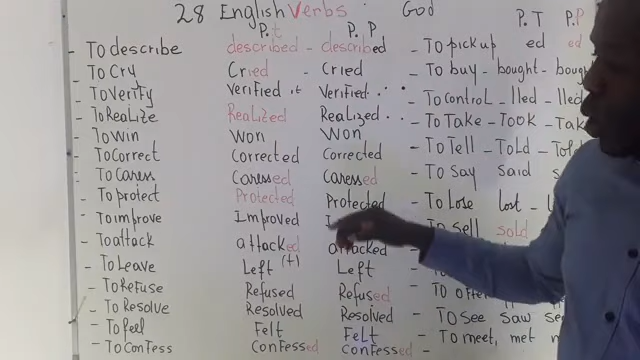 28 English Verbs God
P.t P.P P.T P.P
- To describe described - described - To pick up ed ed
- To Cry Cried - Cried - To buy - bought - bough
- To Verify Verified it Verified - To control - lled - lled
- To Realize Realized Realized - To Take - Took - Tak
- To win won won - To Tell - Told - Told
- To Correct Corrected Corrected - To Say Said
- To Caress Caressed Caressed - To Lose lost
- To protect Protected Protected - To sell sold
- To improve Improved
- To attack attacked attacked
- To Leave Left (t) Left
- To Refuse Refused Refused
- To Resolve Resolved Resolved - To See Saw
- To feel Felt FeLt - To meet, met
- To Confess Confessed Confessed -